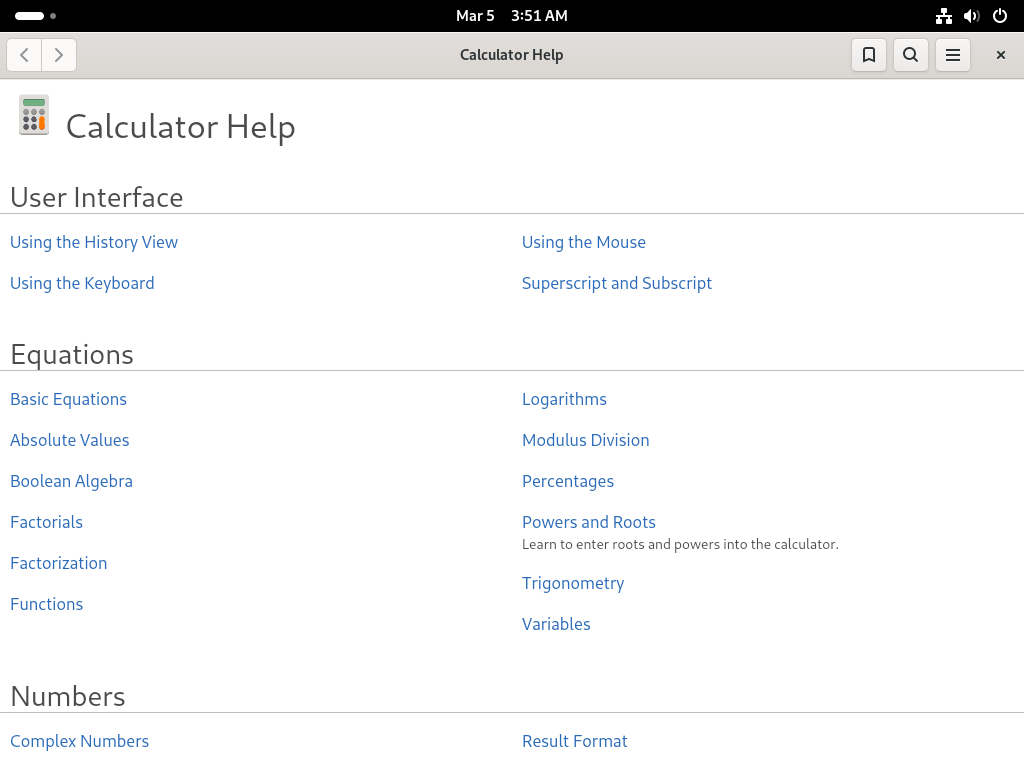 Mar 5 3:51 AM
Calculator Help
Calculator Help
User Interface
Using the History View
Using the Keyboard
Using the Mouse
Superscript and Subscript
Equations
Basic Equations
Absolute Values
Boolean Algebra
Factorials
Factorization
Functions
Logarithms
Modulus Division
Percentages
Powers and Roots
Learn to enter roots and powers into the calculator.
Trigonometry
Variables
Numbers
Complex Numbers
Result Format